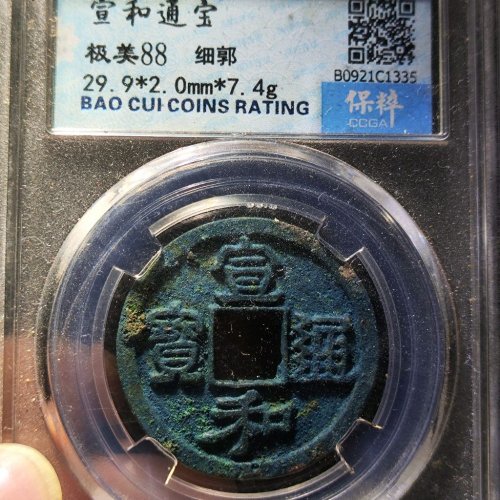 宣和通宝
极美88 细郭
29.9*2.0mm*7.4g
BAO CUI COINS RATING
B0921C1335
保粹
CCGA
宣和通寳